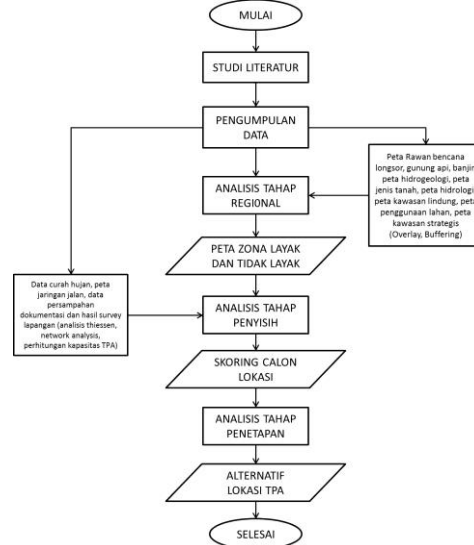 MULAI
STUDI LITERATUR
PENGUMPULAN
DATA
Peta Rawan bencana
longsor, gunung api, banjir
peta hidrogeologi, peta
jenis tanah, peta hidrologi
peta kawasan lindung, peta
penggunaan lahan, peta
kawasan strategis
(Overlay, Buffering)
ANALISIS TAHAP
REGIONAL
PETA ZONA LAYAK
DAN TIDAK LAYAK
Data curah hujan, peta
jaringan jalan, data
persampahan
dokumentasi dan hasil survey
lapangan (analisis thiessen,
network analysis,
perhitungan kapasitas TPA)
ANALISIS TAHAP
PENYISIH
SKORING CALON
LOKASI
ANALISIS TAHAP
PENETAPAN
ALTERNATIF
LOKASI TPA
SELESAI